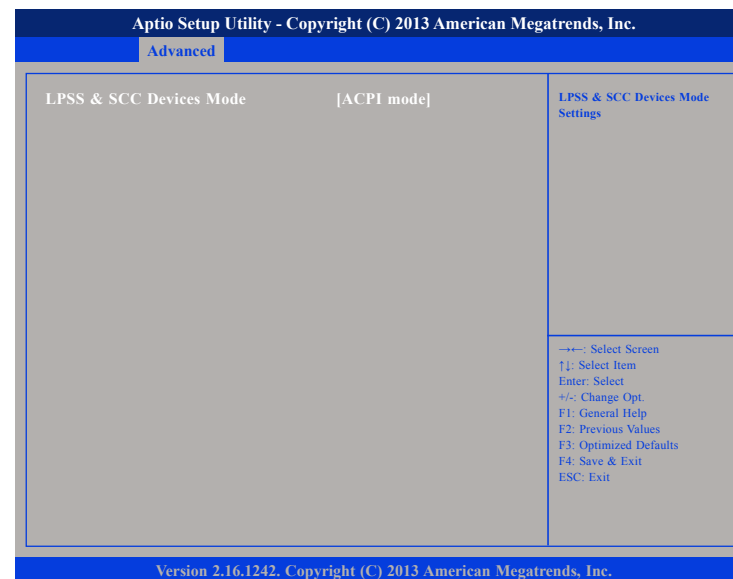 Aptio Setup Utility - Copyright (C) 2013 American Megatrends, Inc.
Advanced
LPSS & SCC Devices Mode [ACPI mode]
LPSS & SCC Devices Mode
Settings
→←: Select Screen
↑↓: Select Item
Enter: Select
+/-: Change Opt.
F1: General Help
F2: Previous Values
F3: Optimized Defaults
F4: Save & Exit
ESC: Exit
Version 2.16.1242. Copyright (C) 2013 American Megatrends, Inc.